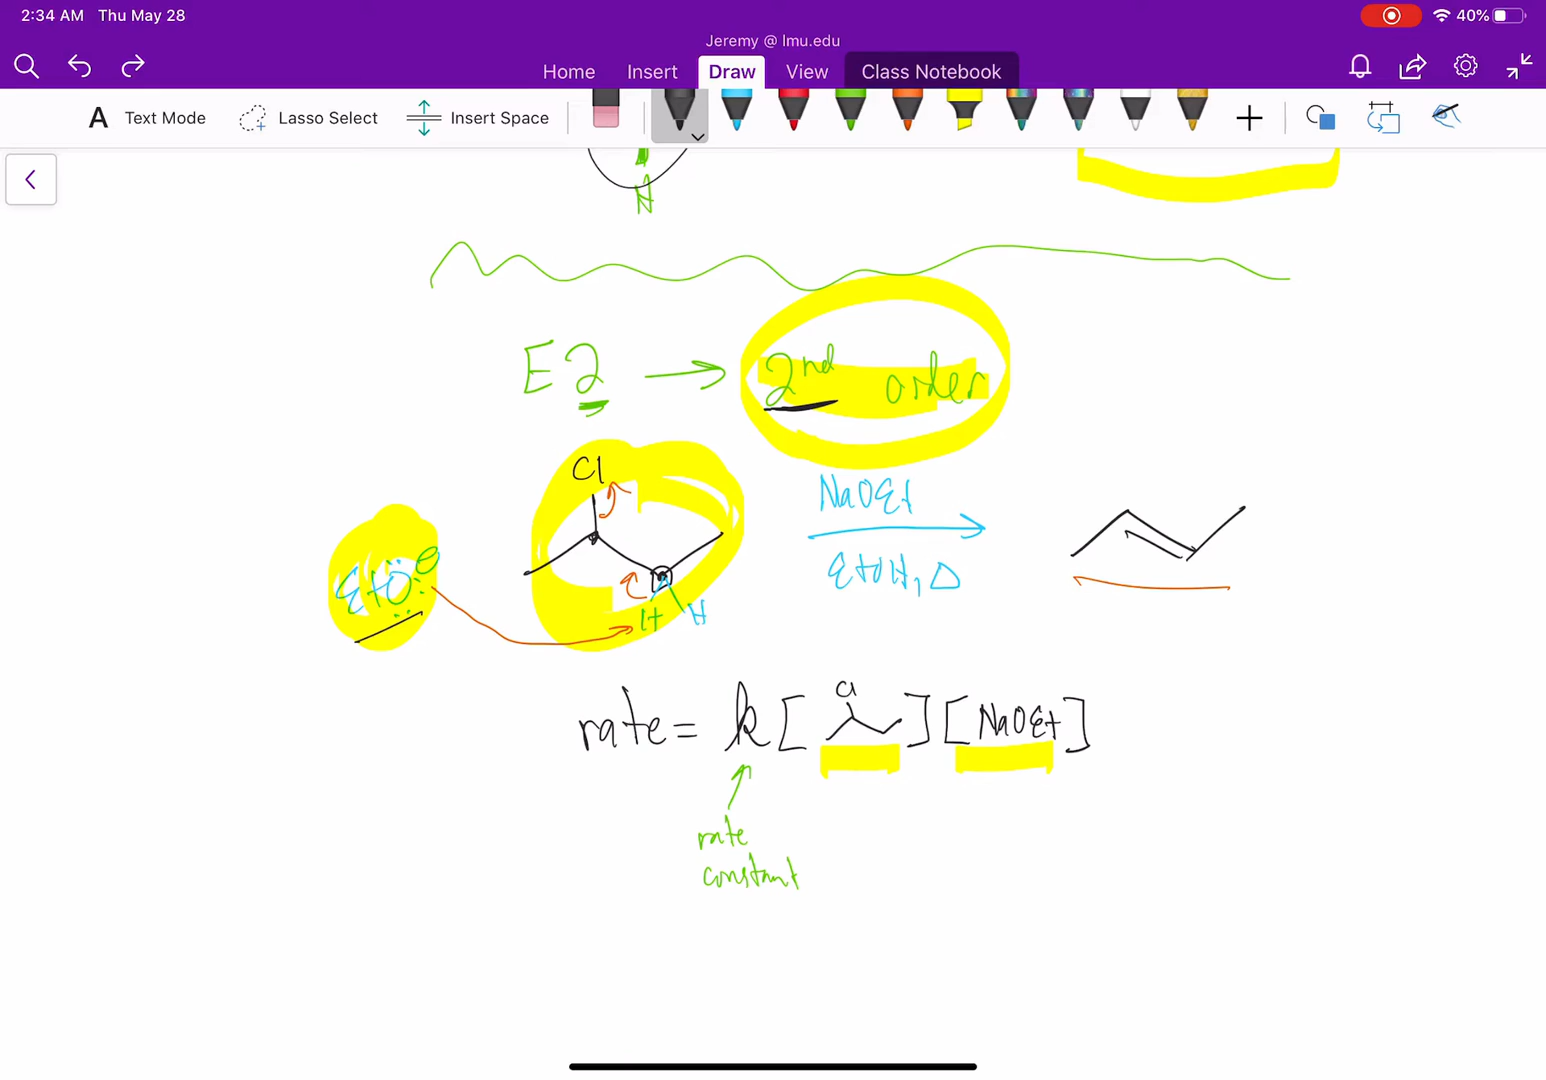 2:34 AM Thu May 28
40%
Jeremy @ lmu.edu
Home Insert Draw View Class Notebook
A Text Mode Lasso Select Insert Space
H
E2 → 2nd order
Cl
NaOEt
EtO:⊖
EtOH, Δ
H H
rate = k [ Cl ] [NaOEt]
rate
constant